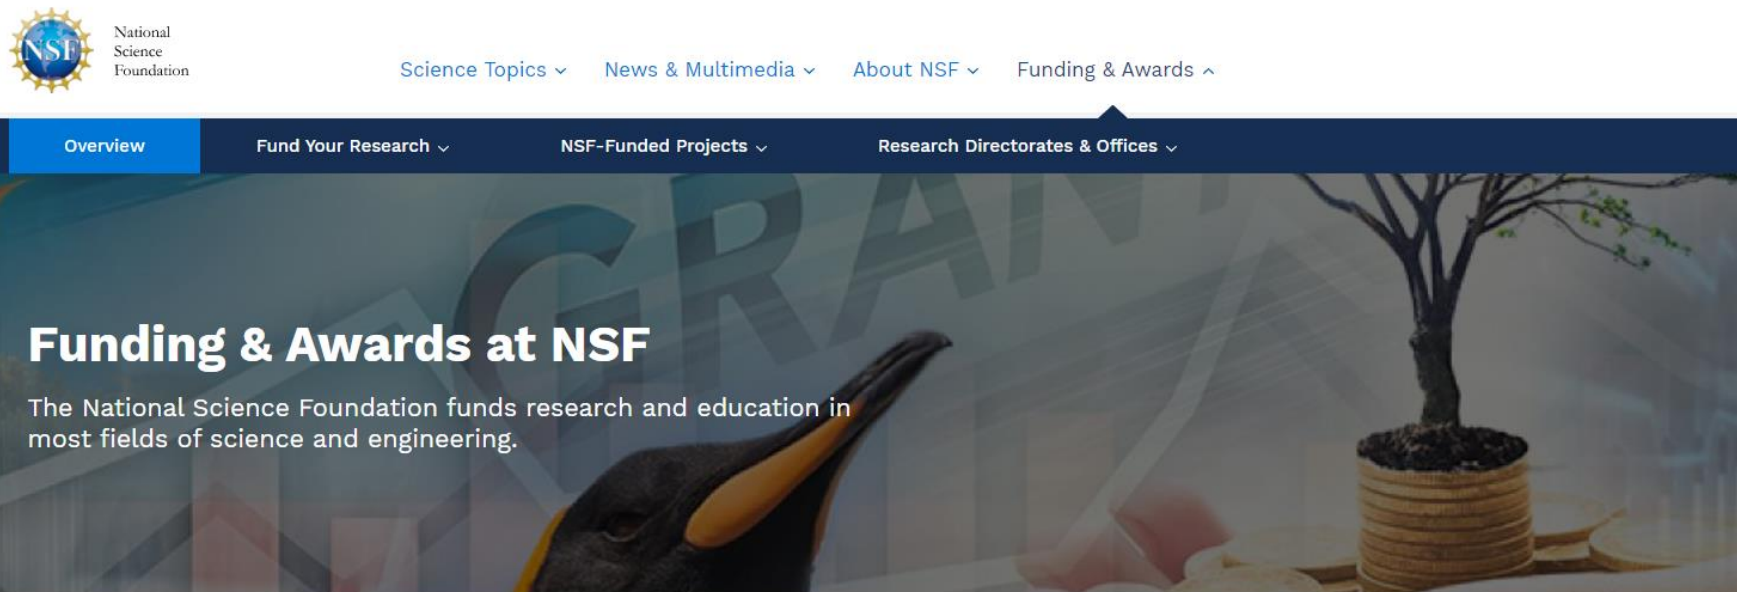 NSF
National
Science
Foundation
Science Topics
News & Multimedia
About NSF
Funding & Awards
Overview
Fund Your Research
NSF-Funded Projects
Research Directorates & Offices
GRANT
Funding & Awards at NSF
The National Science Foundation funds research and education in
most fields of science and engineering.